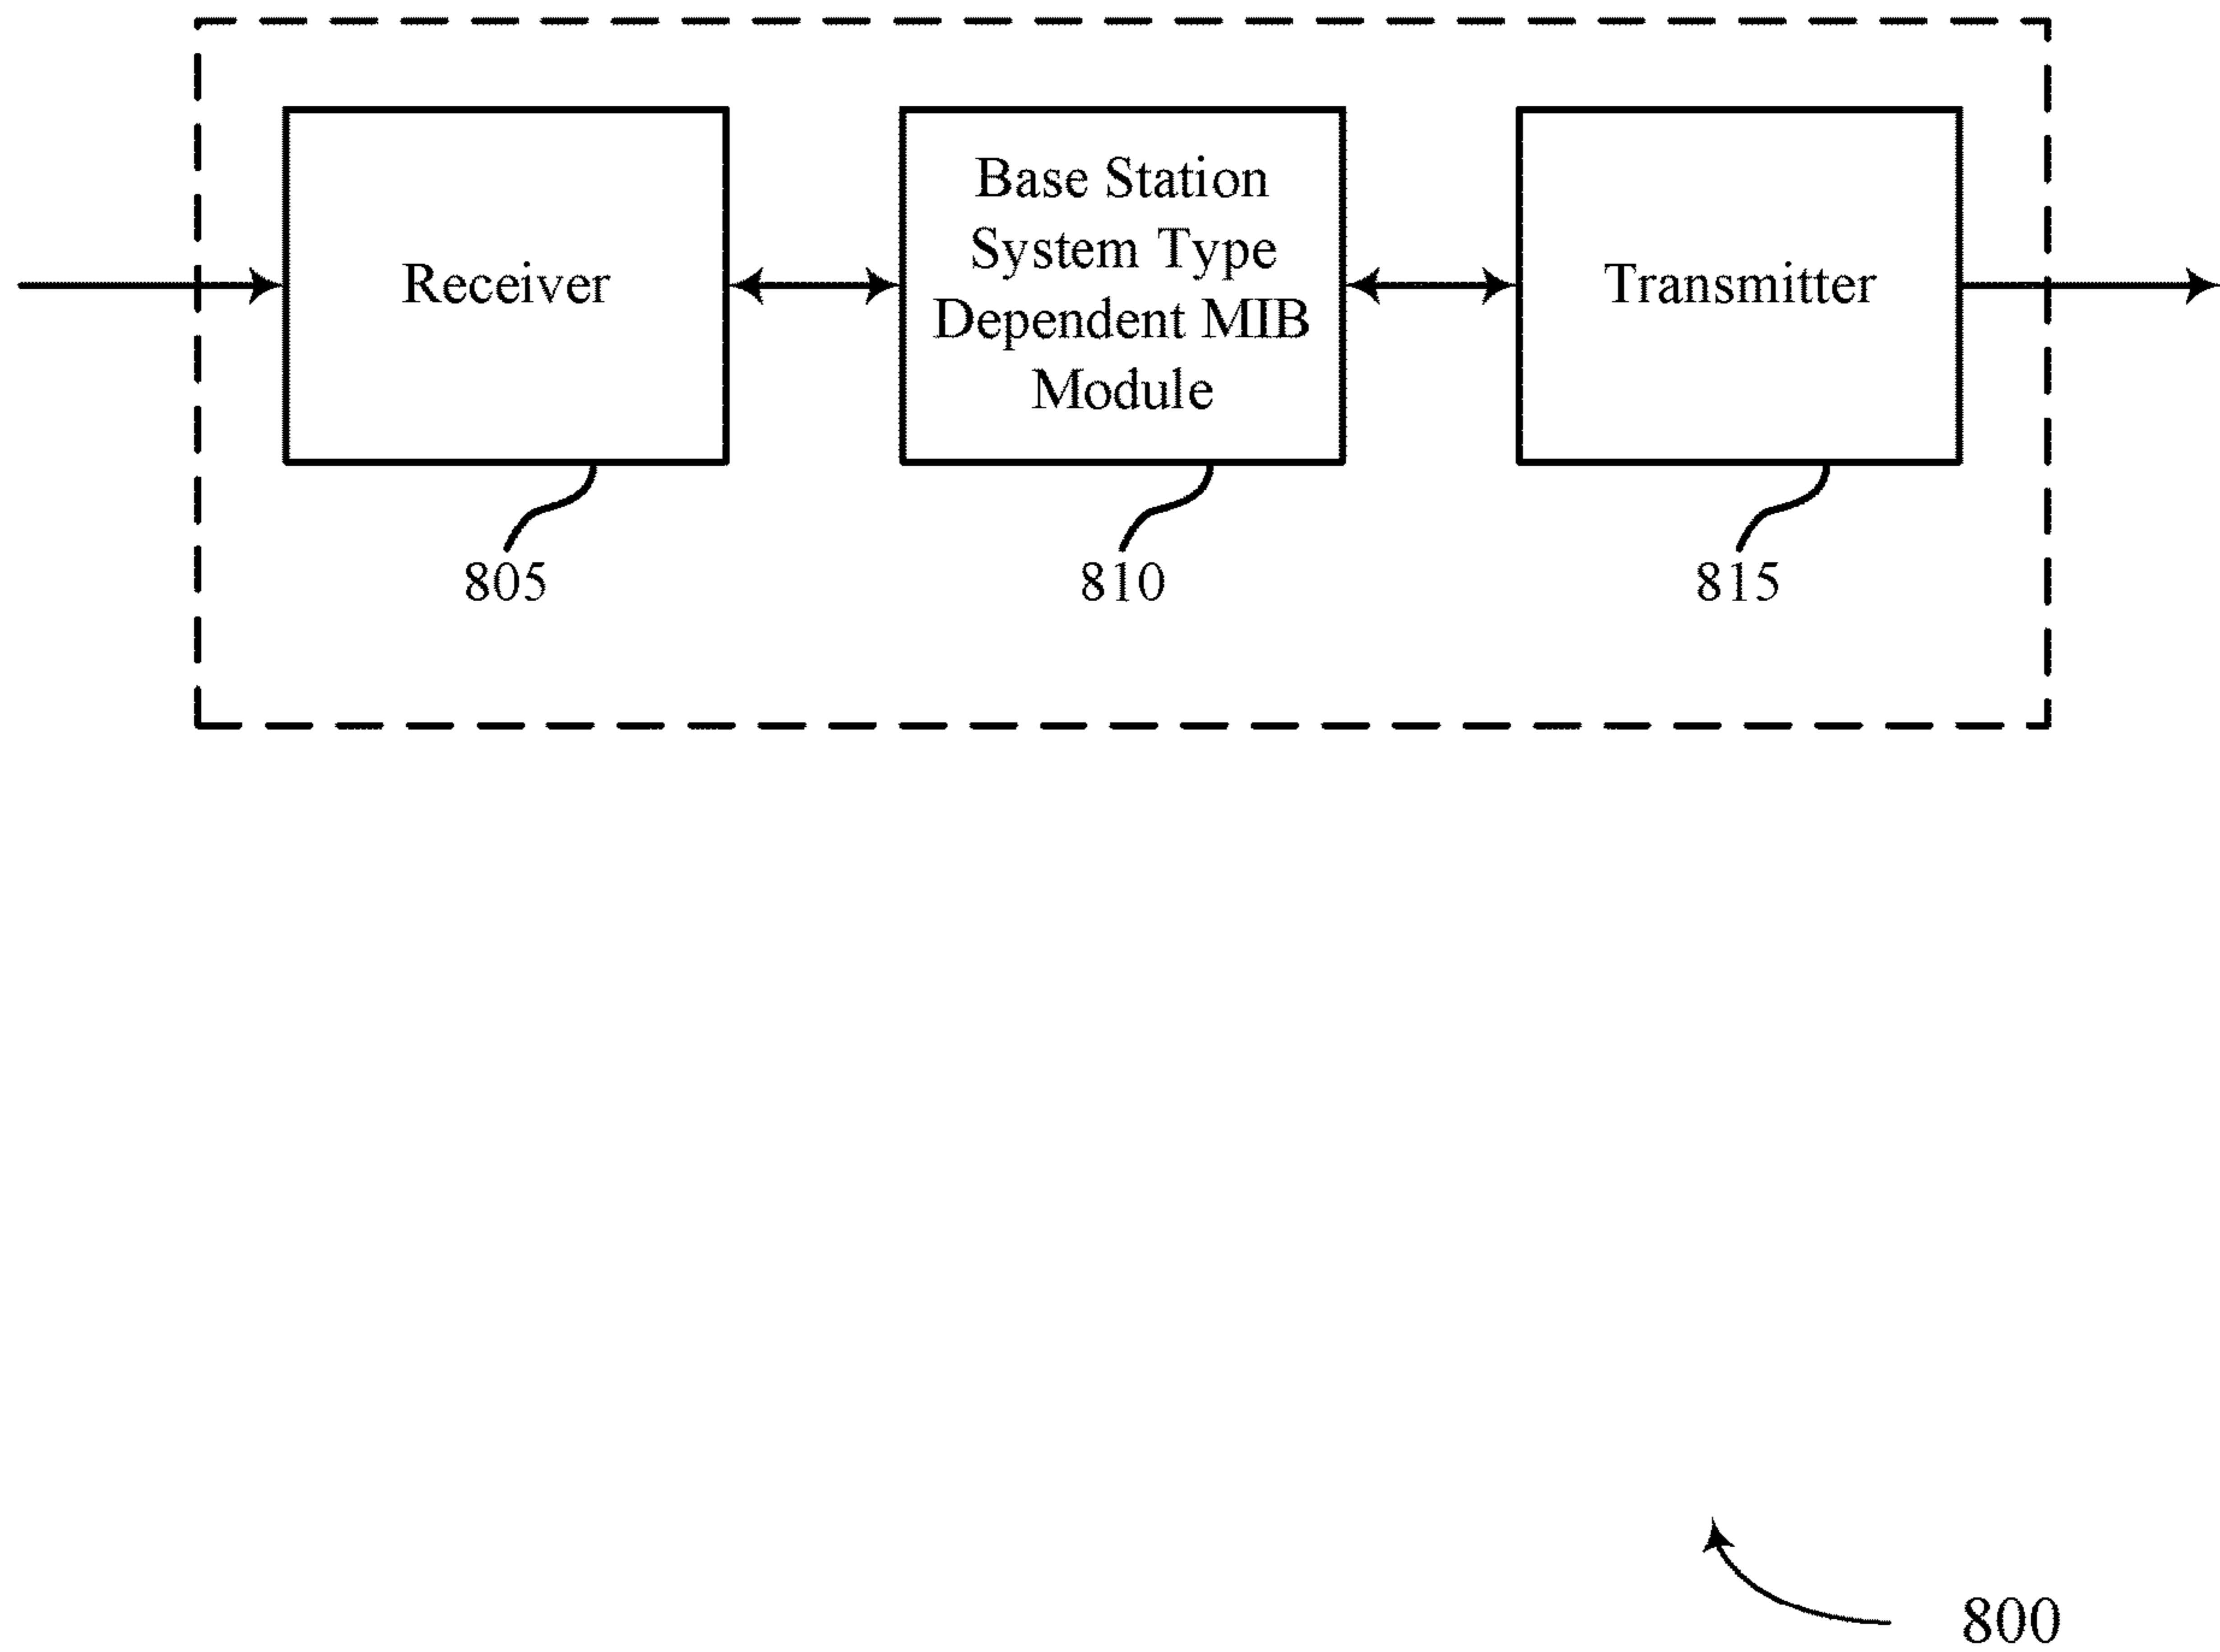 Receiver
Base Station
System Type
Dependent MIB
Module
Transmitter
805
810
815
800